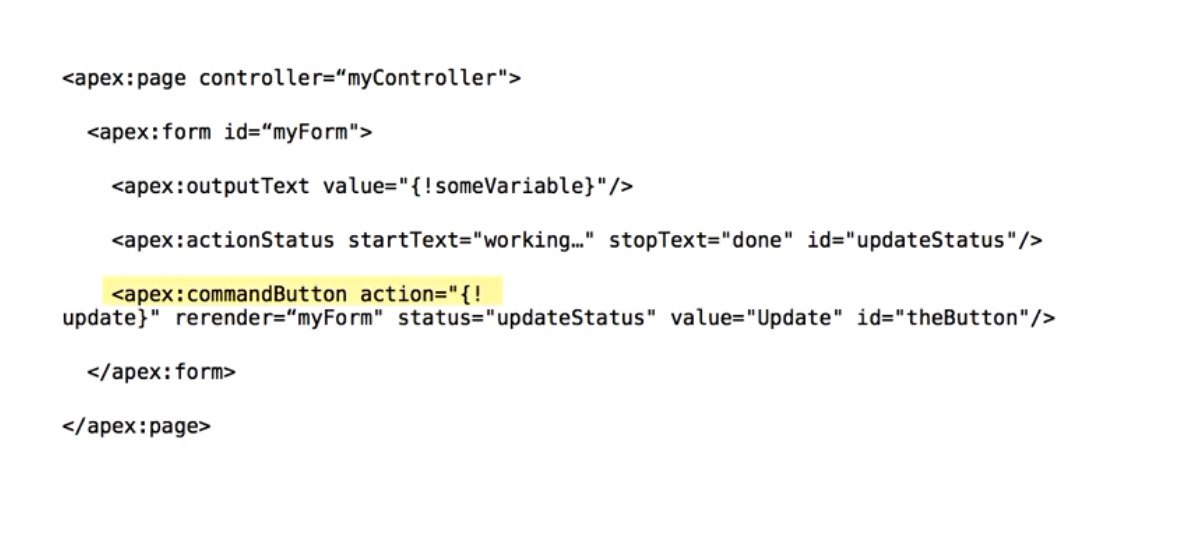 <apex:page controller=“myController">
<apex:form id=“myForm">
<apex:outputText value="{!someVariable}"/>
<apex:actionStatus startText="working…" stopText="done" id="updateStatus"/>
<apex:commandButton action="{!
update}" rerender=“myForm" status="updateStatus" value="Update" id="theButton"/>
</apex:form>
</apex:page>